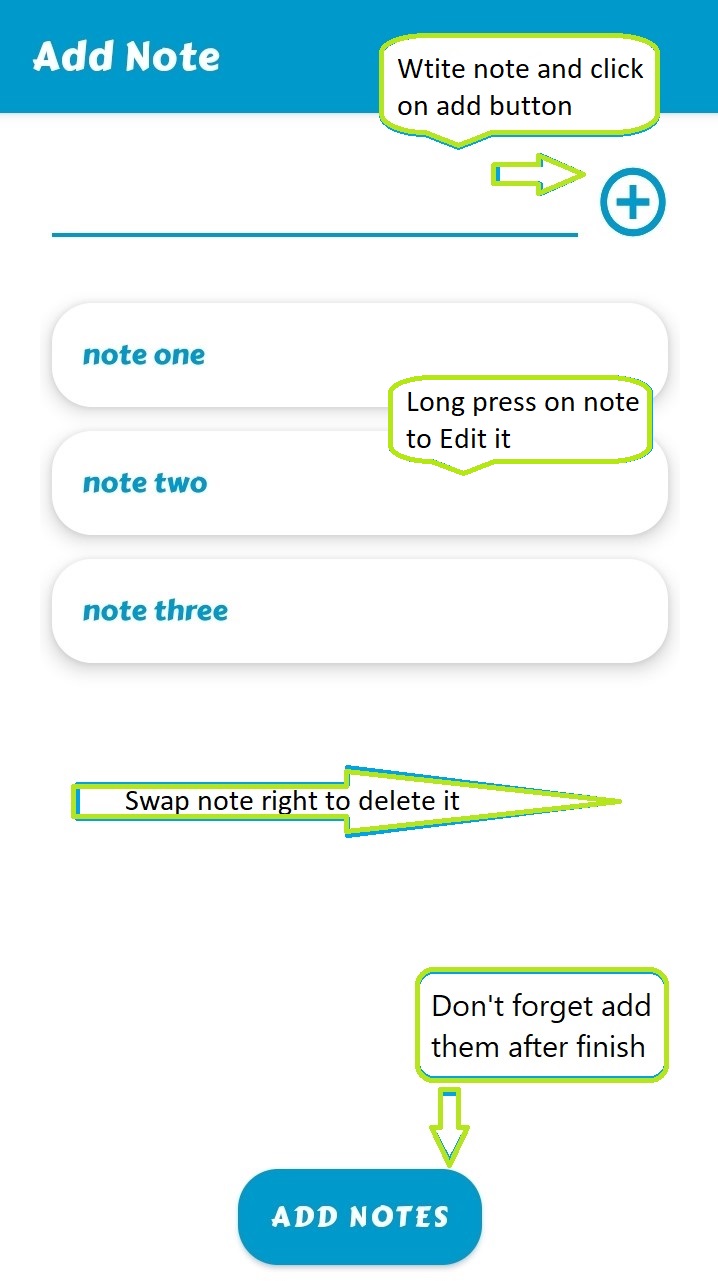 Add Note
Wtite note and click
on add button
note one
Long press on note
to Edit it
note two
note three
Swap note right to delete it
Don't forget add
them after finish
ADD NOTES